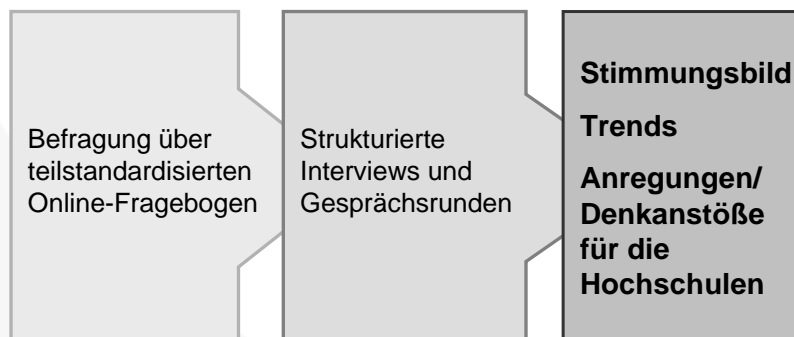 Befragung über
teilstandardisierten
Online-Fragebogen
Strukturierte
Interviews und
Gesprächsrunden
Stimmungsbild
Trends
Anregungen/
Denkanstöße
für die
Hochschulen